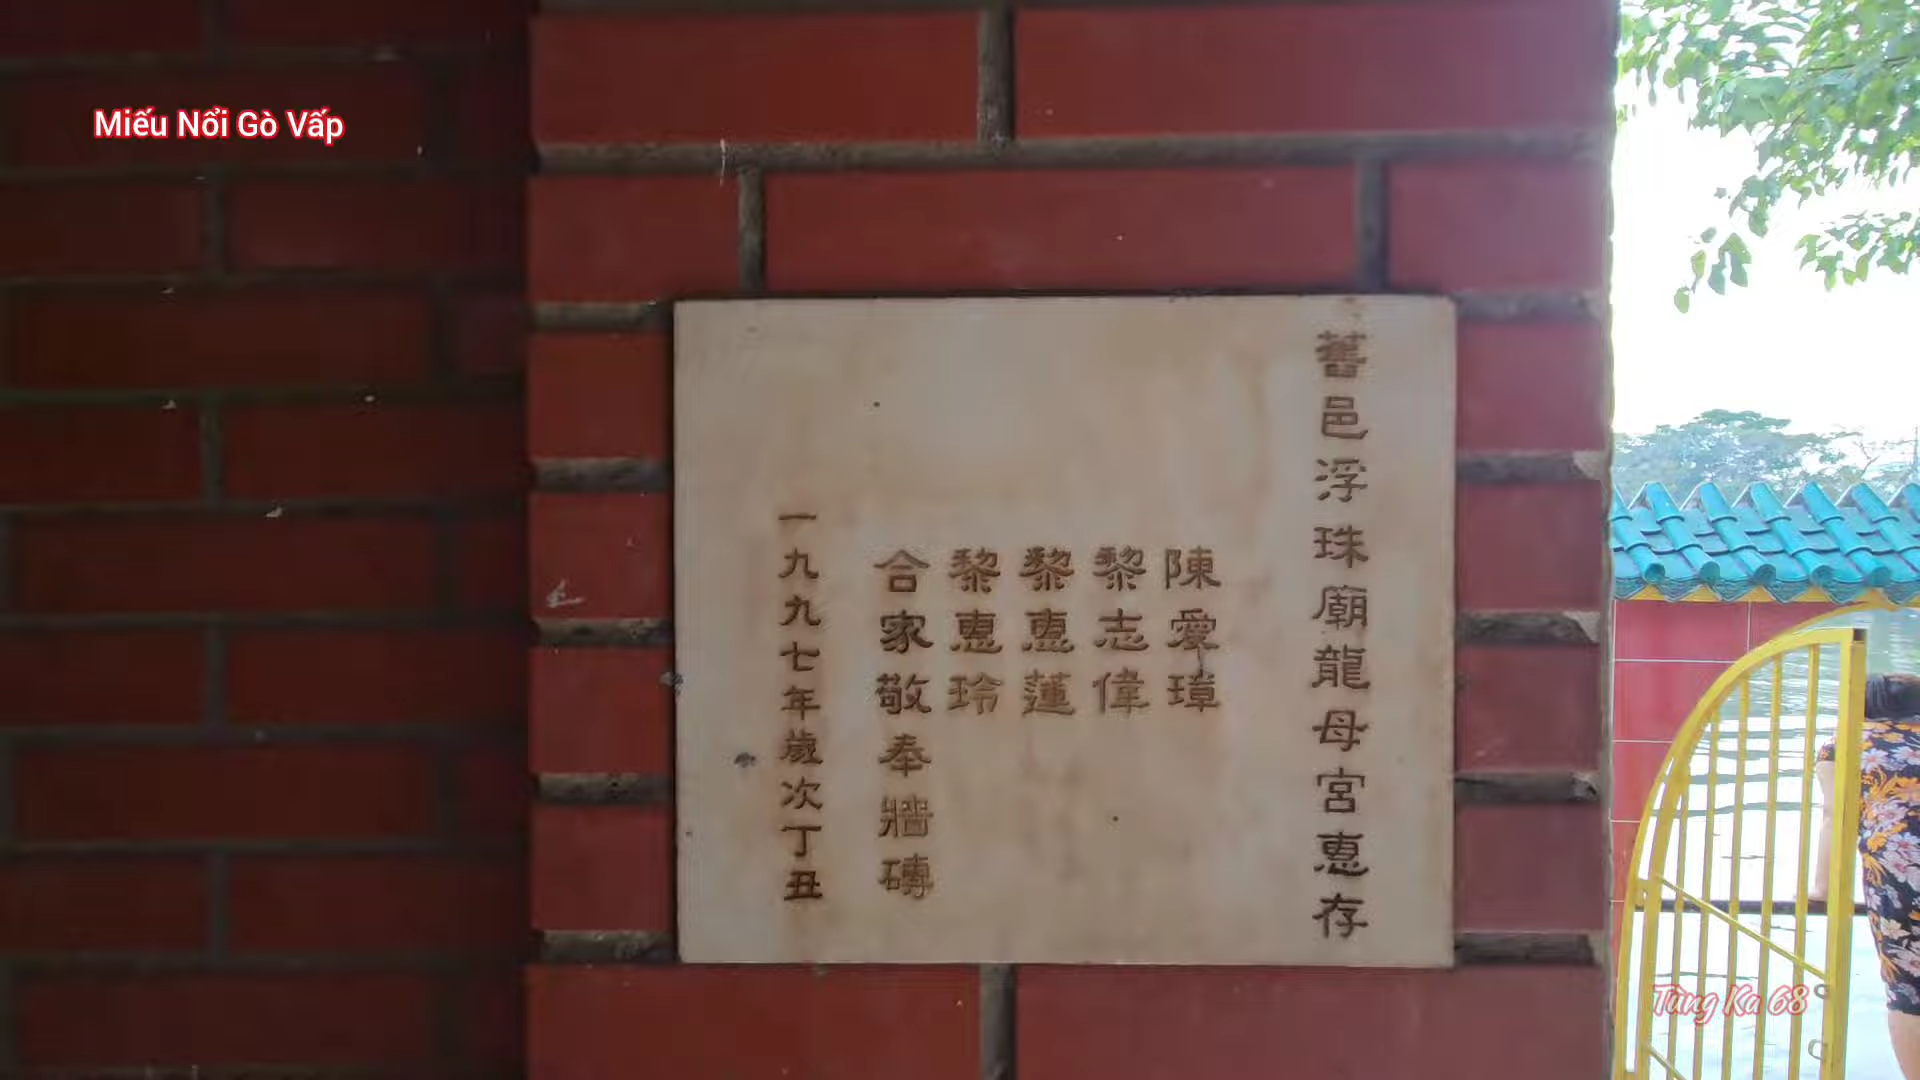 Miếu Nổi Gò Vấp
舊邑浮珠廟龍母宮惠存
陳愛璋
黎志偉
黎惠蓮
黎惠玲
合家敬奉牆磚
一九九七年歲次丁丑
Tùng Ka 68